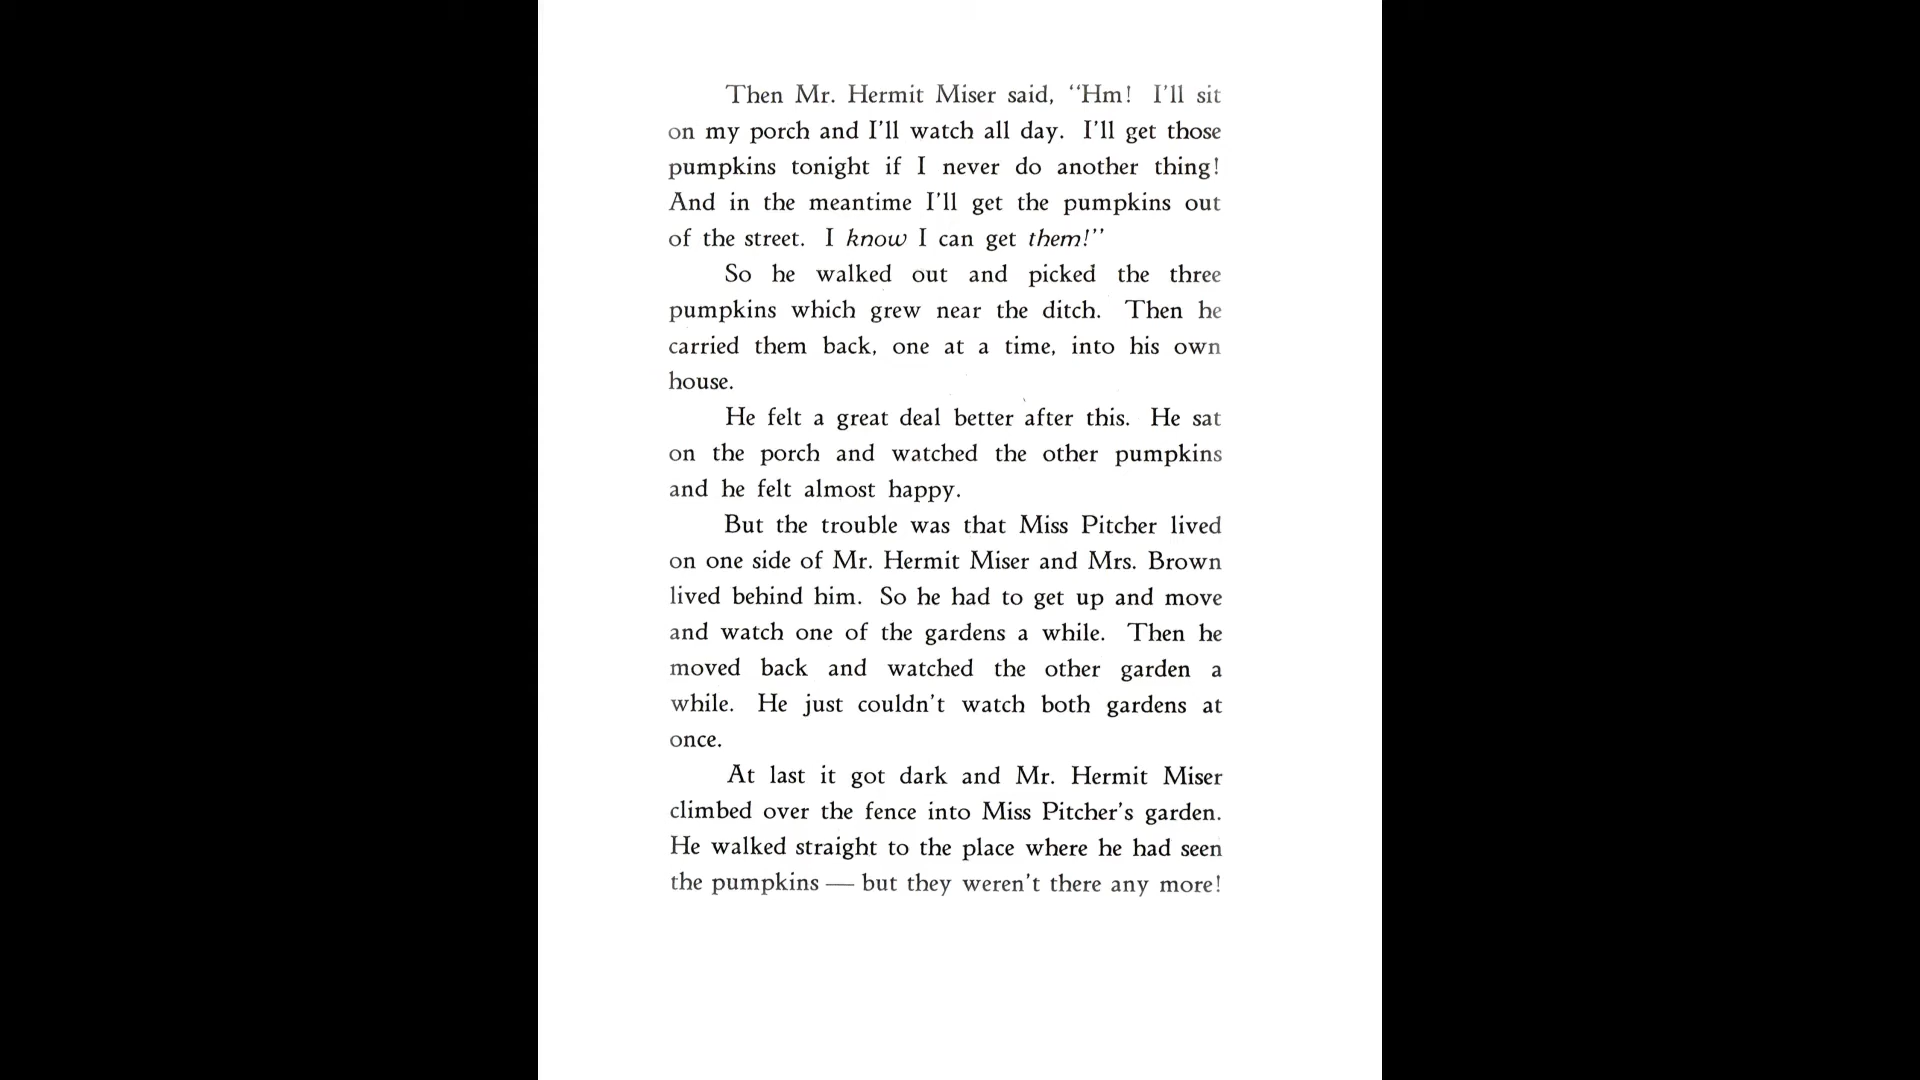 Then Mr. Hermit Miser said, "Hm! I'll sit
on my porch and I'll watch all day. I'll get those
pumpkins tonight if I never do another thing!
And in the meantime I'll get the pumpkins out
of the street. I know I can get them!"
So he walked out and picked the three
pumpkins which grew near the ditch. Then he
carried them back, one at a time, into his own
house.
He felt a great deal better after this. He sat
on the porch and watched the other pumpkins
and he felt almost happy.
But the trouble was that Miss Pitcher lived
on one side of Mr. Hermit Miser and Mrs. Brown
lived behind him. So he had to get up and move
and watch one of the gardens a while. Then he
moved back and watched the other garden a
while. He just couldn't watch both gardens at
once.
At last it got dark and Mr. Hermit Miser
climbed over the fence into Miss Pitcher's garden.
He walked straight to the place where he had seen
the pumpkins — but they weren't there any more!